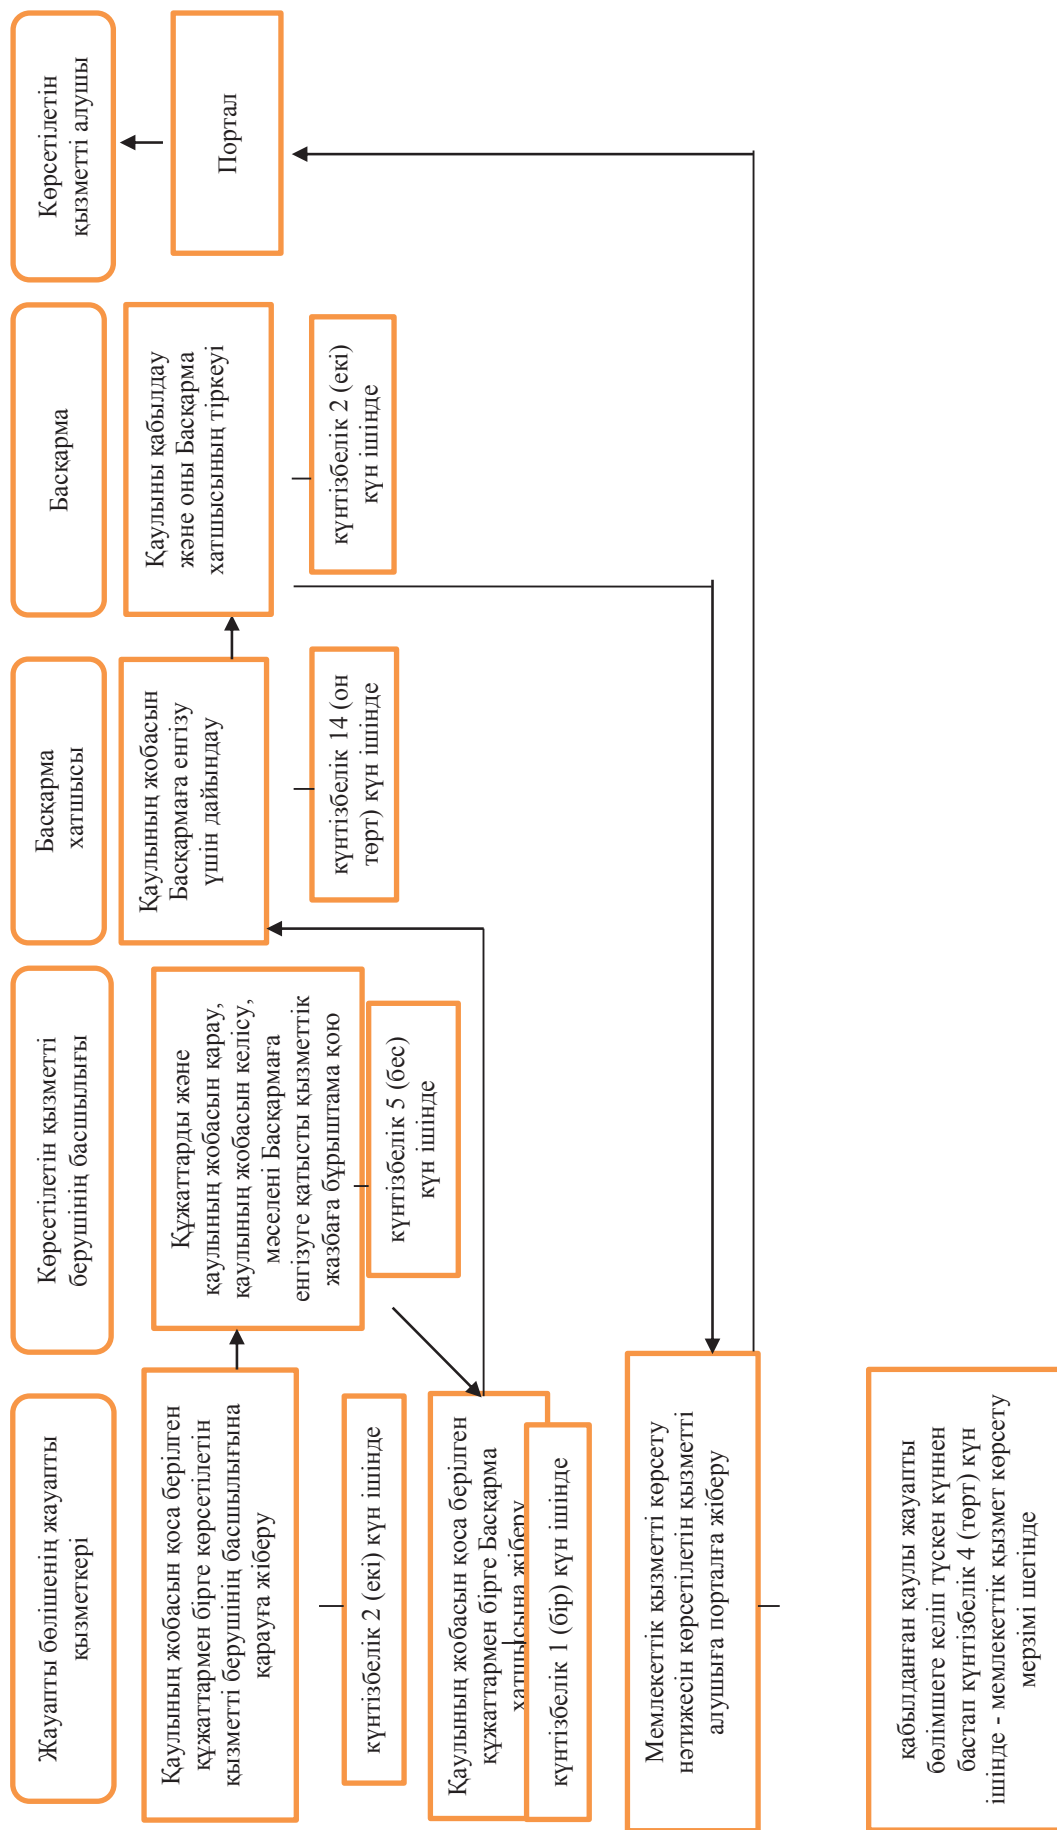 Жауапты бөлішенің жауапты
қызметкері
Көрсетілетін қызметті
берушінің басшылығы
Басқарма
хатшысы
Басқарма
Көрсетілетін
қызметті алушы
Қаулының жобасын қоса берілген
құжаттармен бірге көрсетілетін
қызметті берушінің басшылығына
қарауға жіберу
күнтізбелік 2 (екі) күн ішінде
Құжаттарды және
қаулының жобасын қарау,
қаулының жобасын келісу,
мәселені Басқармаға
енгізуге қатысты қызметтік
жазбаға бұрыштама қою
күнтізбелік 5 (бес)
күн ішінде
Қаулының жобасын қоса берілген
құжаттармен бірге Басқарма
хатшысына жіберу
күнтізбелік 1 (бір) күн ішінде
Қаулының жобасын
Басқармаға енгізу
үшін дайындау
күнтізбелік 14 (он
төрт) күн ішінде
Қаулыны қабылдау
және оны Басқарма
хатшысының тіркеуі
күнтізбелік 2 (екі)
күн ішінде
Мемлекеттік қызметті көрсету
нәтижесін көрсетілетін қызметті
алушыға порталға жіберу
қабылданған қаулы жауапты
бөлімшеге келіп түскен күннен
бастап күнтізбелік 4 (төрт) күн
ішінде - мемлекеттік қызмет көрсету
мерзімі шегінде
Портал